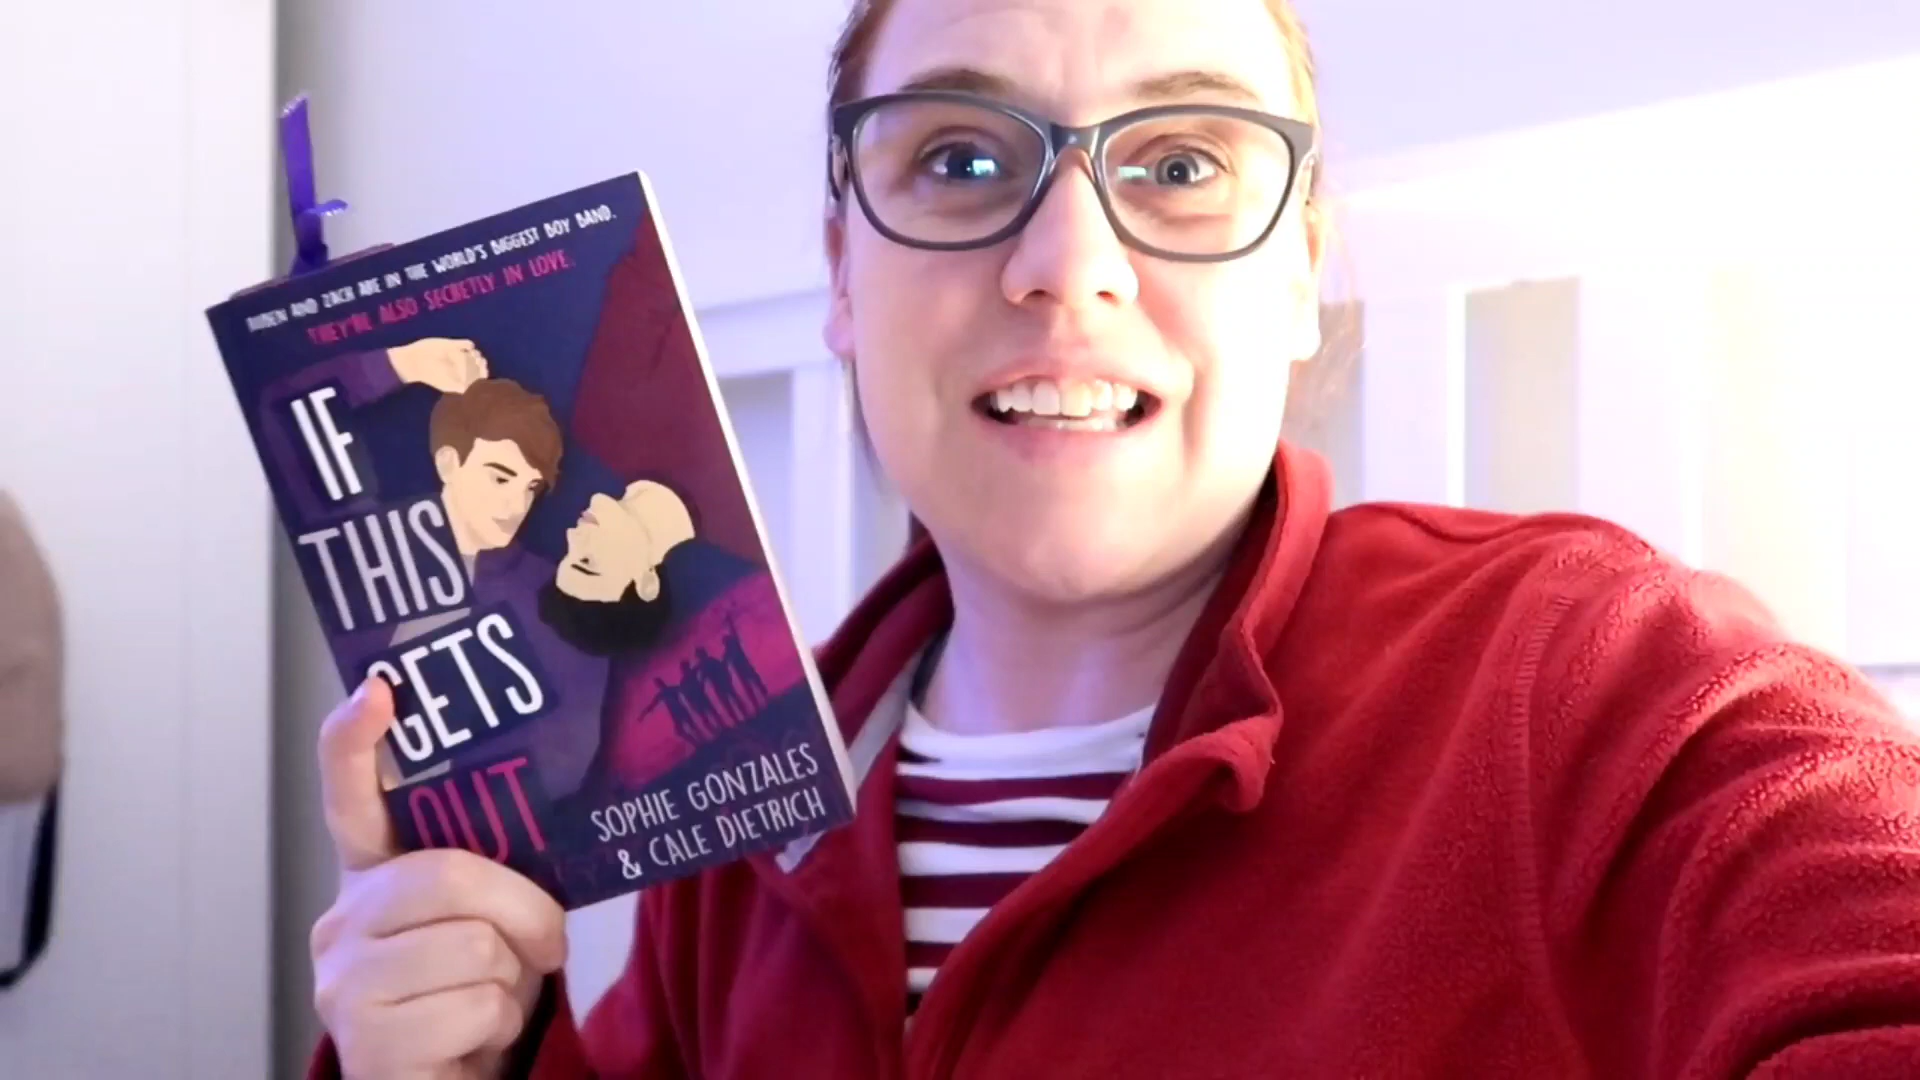 RUBEN AND ZACH ARE IN THE WORLD'S BIGGEST BOY BAND.
THEY'RE ALSO SECRETLY IN LOVE.
IF
THIS
GETS
OUT
SOPHIE GONZALES
& CALE DIETRICH